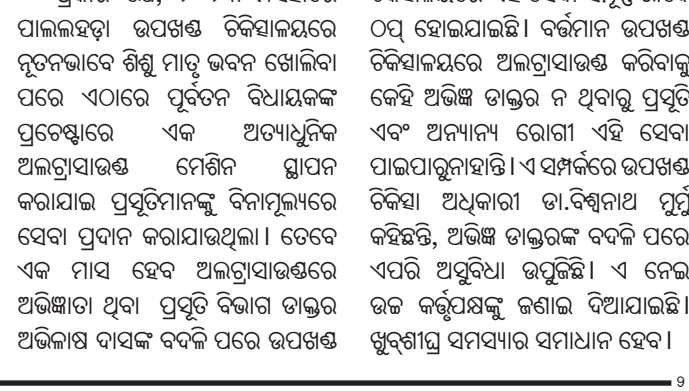 ପାଲଲହଡ଼ା ଉପଖଣ୍ଡ ଚିକିତ୍ସାଳୟରେ
ନୂତନଭାବେ ଶିଶୁ ମାତୃ ଭବନ ଖୋଲିବା
ପରେ ଏଠାରେ ପୂର୍ବତନ ବିଧାୟକଙ୍କ
ପ୍ରଚେଷ୍ଟାରେ ଏକ ଅତ୍ୟାଧୁନିକ
ଅଲଟ୍ରାସାଉଣ୍ଡ ମେଶିନ ସ୍ଥାପନ
କରାଯାଇ ପ୍ରସୂତିମାନଙ୍କୁ ବିନାମୂଲ୍ୟରେ
ସେବା ପ୍ରଦାନ କରାଯାଉଥିଲା। ତେବେ
ଏକ ମାସ ହେବ ଅଲଟ୍ରାସାଉଣ୍ଡରେ
ଅଭିଜ୍ଞାତା ଥିବା ପ୍ରସୂତି ବିଭାଗ ଡାକ୍ତର
ଅଭିଳାଷ ଦାସଙ୍କ ବଦଳି ପରେ ଉପଖଣ୍ଡ
ଠପ୍ ହୋଇଯାଇଛି। ବର୍ତ୍ତମାନ ଉପଖଣ୍ଡ
ଚିକିତ୍ସାଳୟରେ ଅଲଟ୍ରାସାଉଣ୍ଡ କରିବାକୁ
କେହି ଅଭିଜ୍ଞ ଡାକ୍ତର ନ ଥିବାରୁ ପ୍ରସୂତି
ଏବଂ ଅନ୍ୟାନ୍ୟ ରୋଗୀ ଏହି ସେବା
ପାଇପାରୁନାହାନ୍ତି। ଏ ସମ୍ପର୍କରେ ଉପଖଣ୍ଡ
ଚିକିତ୍ସା ଅଧିକାରୀ ଡା.ବିଶ୍ୱନାଥ ମୁର୍ମୁ
କହିଛନ୍ତି, ଅଭିଜ୍ଞ ଡାକ୍ତରଙ୍କ ବଦଳି ପରେ
ଏପରି ଅସୁବିଧା ଉପୁଜିଛି। ଏ ନେଇ
ଉଚ୍ଚ କର୍ତ୍ତୃପକ୍ଷଙ୍କୁ ଜଣାଇ ଦିଆଯାଇଛି।
ଖୁବ୍‌ଶୀଘ୍ର ସମସ୍ୟାର ସମାଧାନ ହେବ।
9